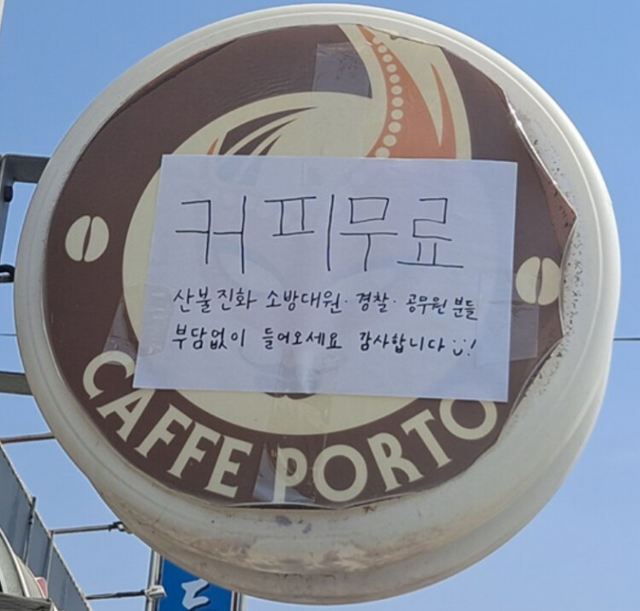 커피무료
산불진화 소방대원·경찰·공무원분들
부담없이 들어오세요 감사합니다 :)!
CAFFE PORTO